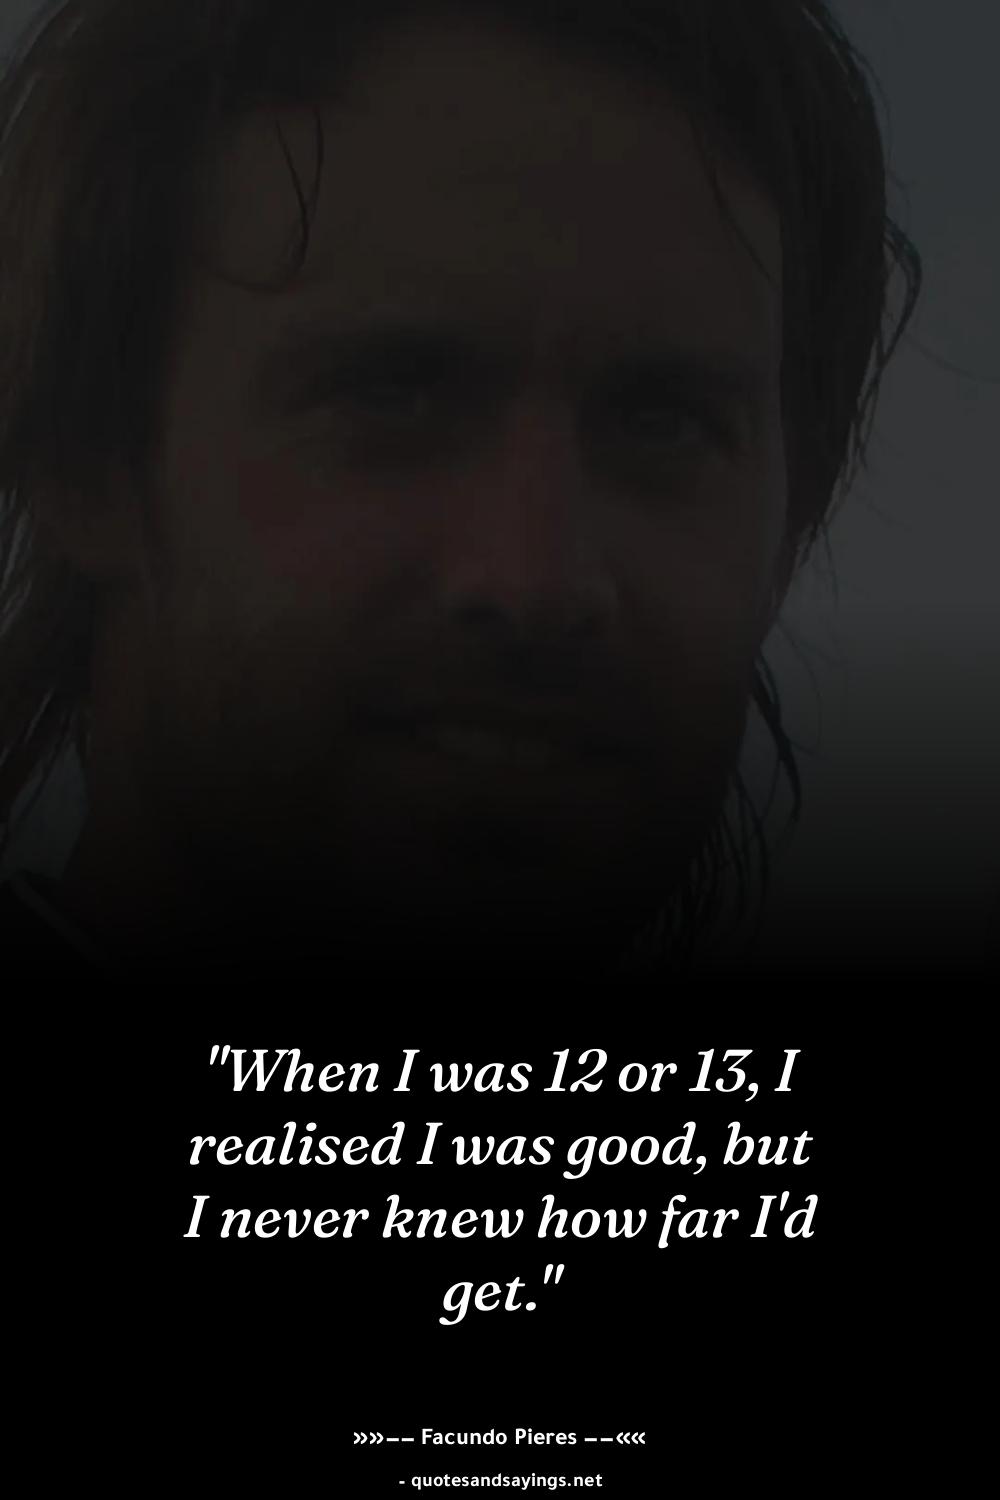 "When I was 12 or 13, I
realised I was good, but
I never knew how far I'd
get."
»»−− Facundo Pieres −−««
- quotesandsayings.net